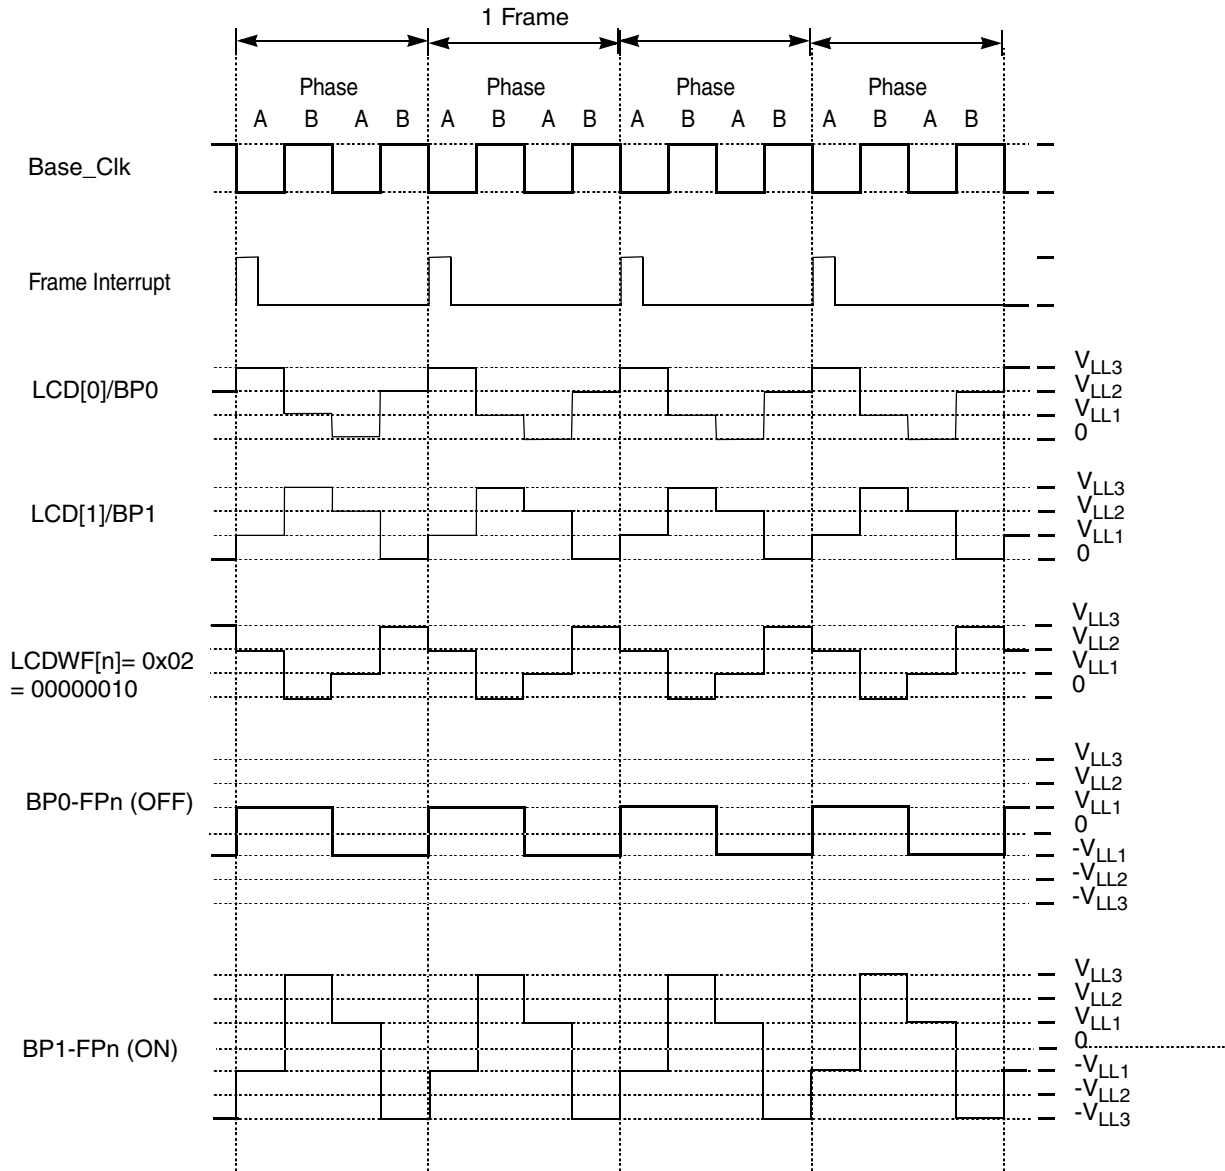 1 Frame
Phase Phase Phase Phase
A B A B A B A B A B A B A B A B
Base_Clk
Frame Interrupt
LCD[0]/BP0
VLL3
VLL2
VLL1
0
LCD[1]/BP1
VLL3
VLL2
VLL1
0
LCDWF[n]= 0x02
= 00000010
VLL3
VLL2
VLL1
0
BP0-FPn (OFF)
VLL3
VLL2
VLL1
0
-VLL1
-VLL2
-VLL3
BP1-FPn (ON)
VLL3
VLL2
VLL1
0
-VLL1
-VLL2
-VLL3